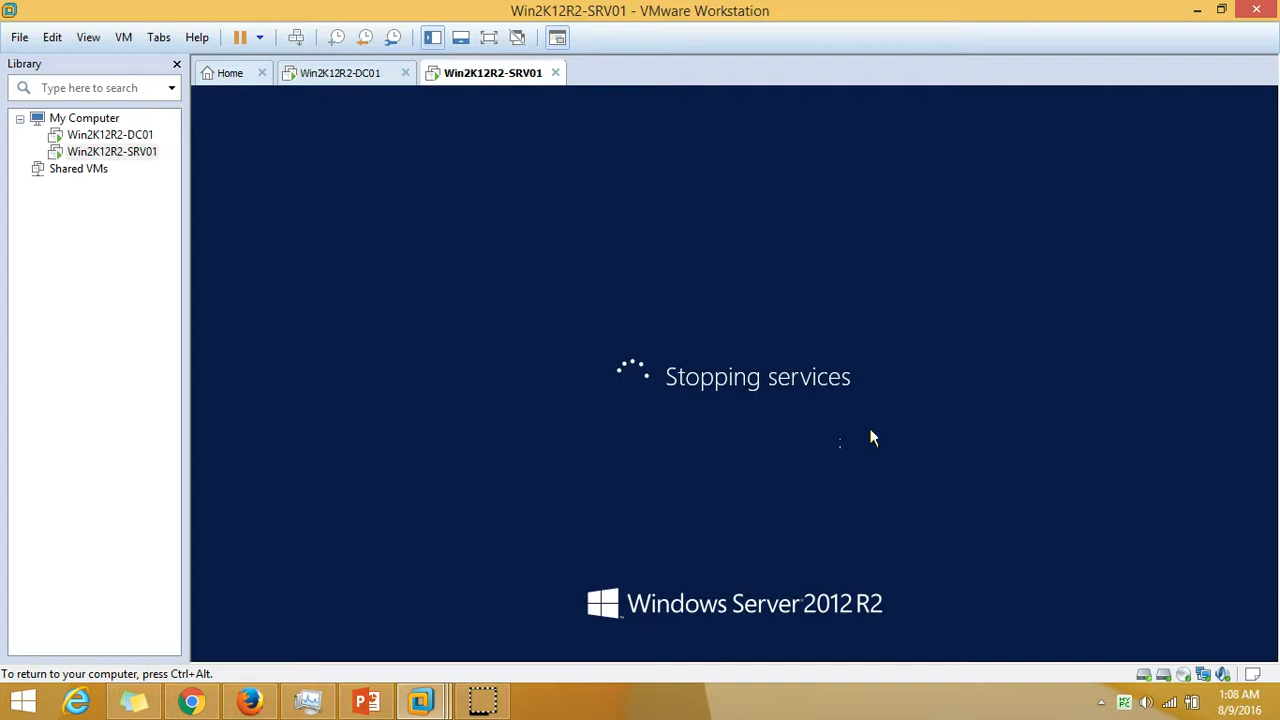 Win2K12R2-SRV01 - VMware Workstation
File Edit View VM Tabs Help
Library
Type here to search
Home
Win2K12R2-DC01
Win2K12R2-SRV01
My Computer
Win2K12R2-DC01
Win2K12R2-SRV01
Shared VMs
Stopping services
Windows Server 2012 R2
To return to your computer, press Ctrl+Alt.
1:08 AM
8/9/2016